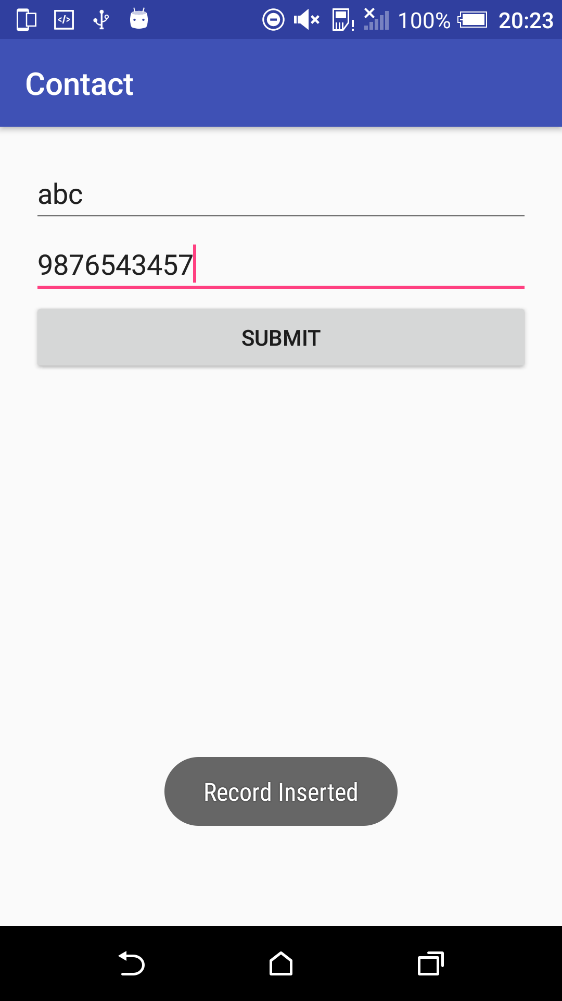 100% 20:23
Contact
abc
9876543457
SUBMIT
Record Inserted